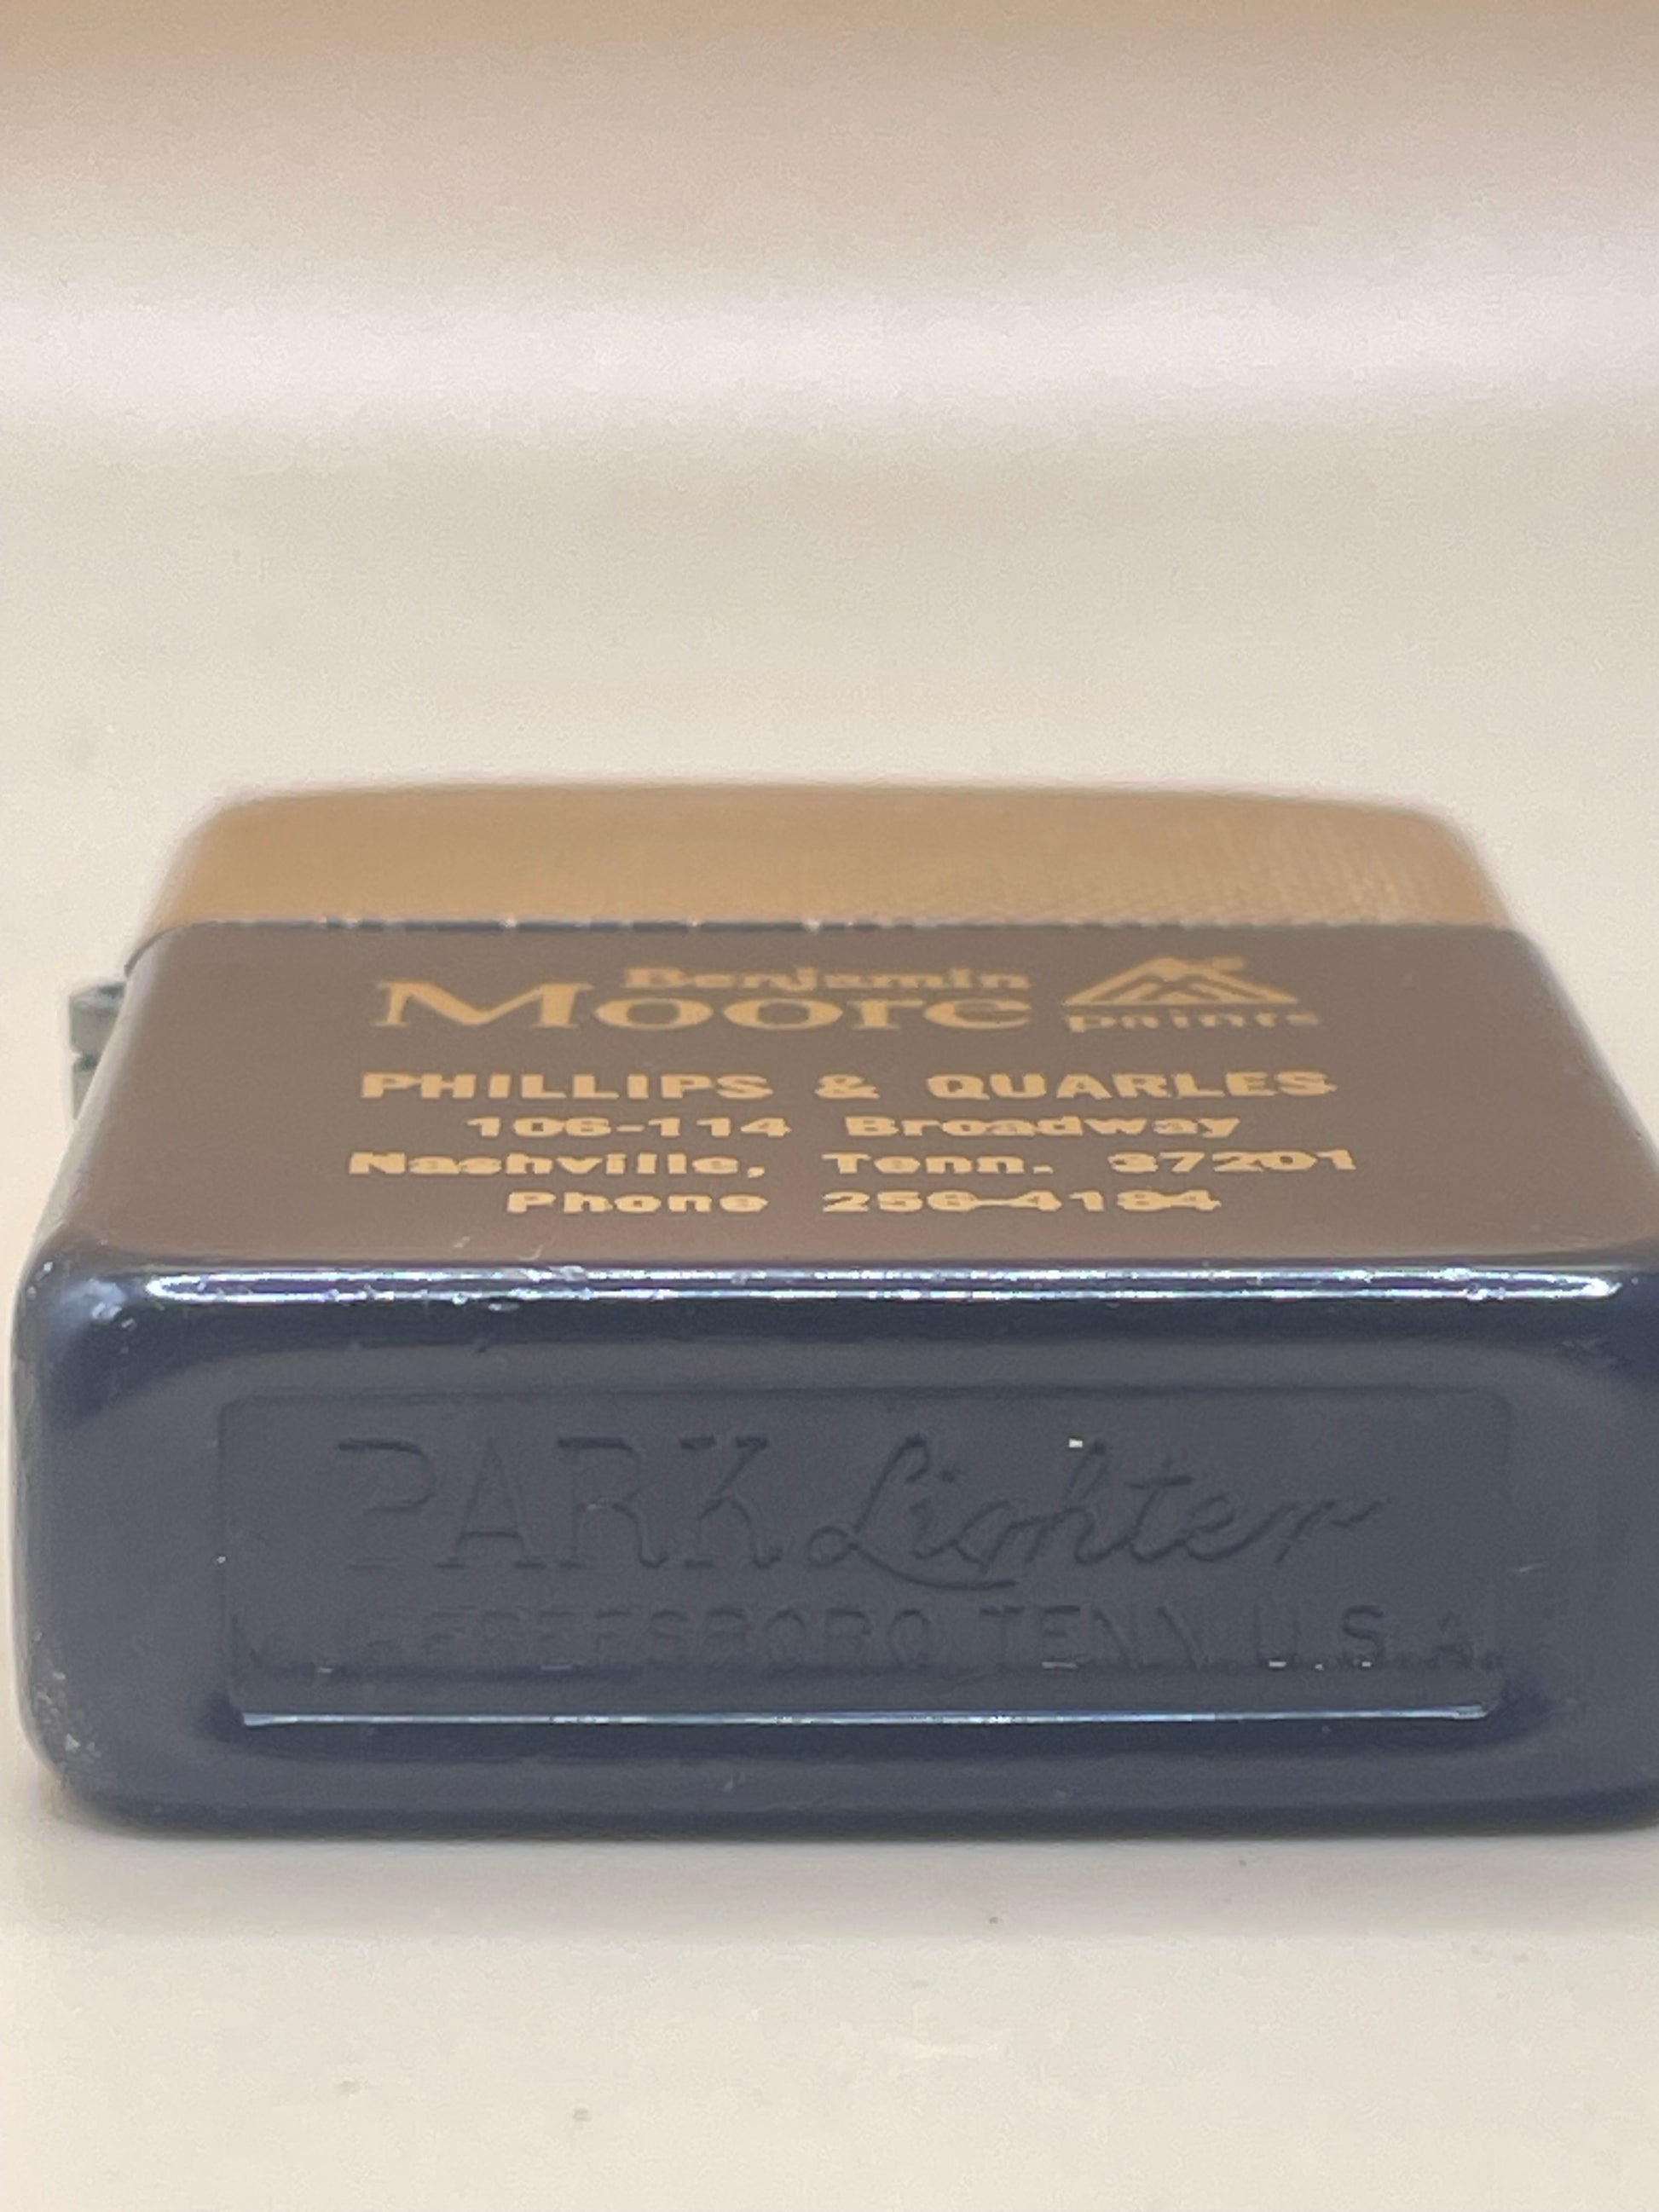 Benjamin
Moore paints
PHILLIPS & QUARLES
106-114 Broadway
Nashville, Tenn. 37201
Phone 256-4184
PARK Lighter
TENN. U.S.A.